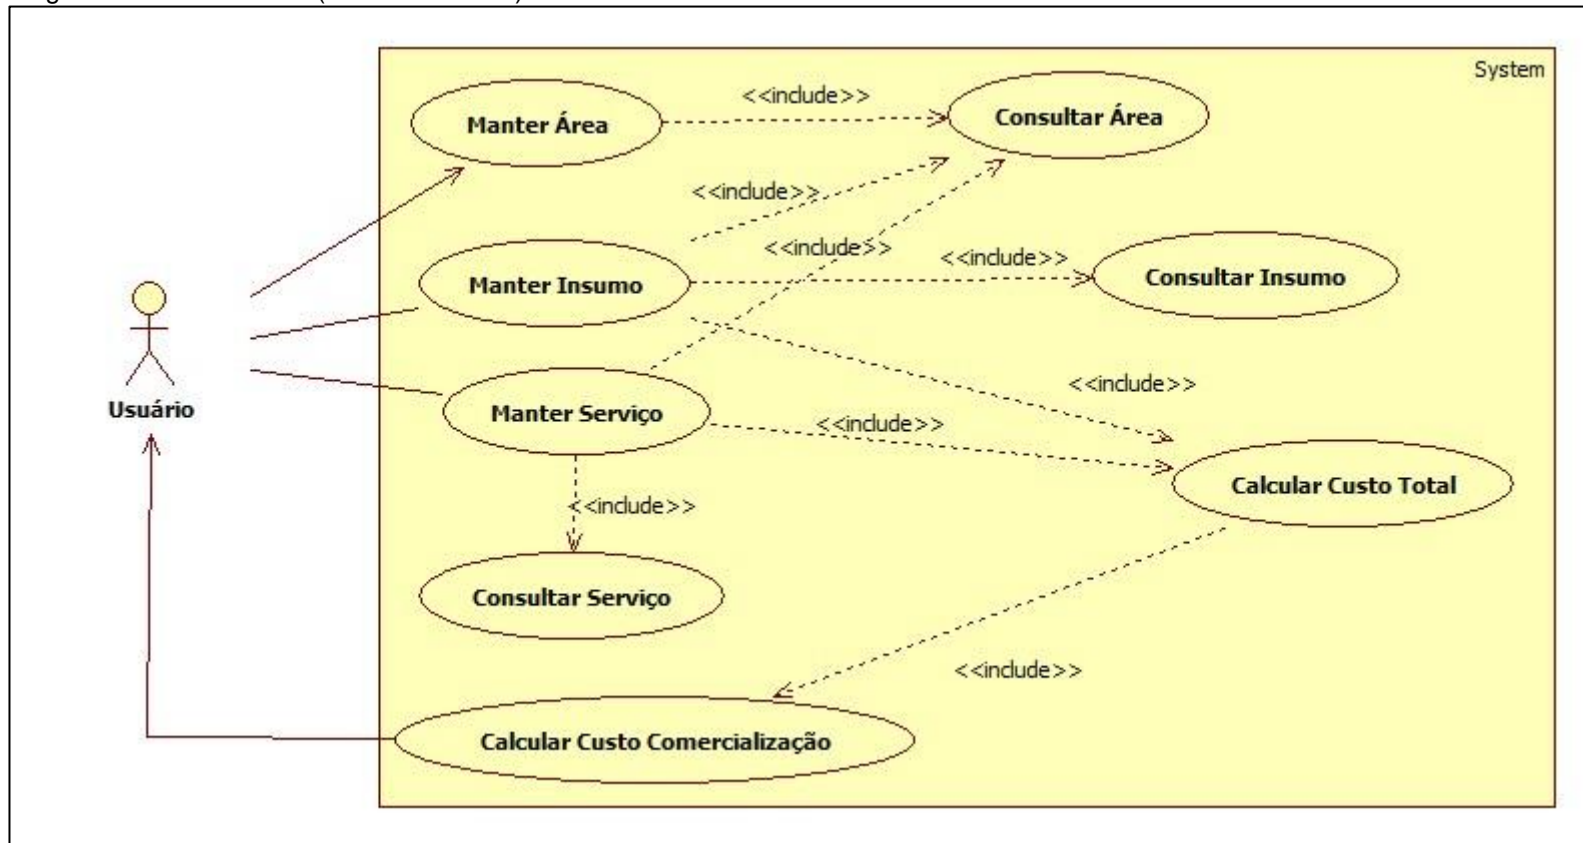 System
<<include>>
Manter Área
Consultar Área
<<include>>
<<include>>
<<include>>
Manter Insumo
Consultar Insumo
<<include>>
Usuário
Manter Serviço
<<include>>
Calcular Custo Total
<<include>>
Consultar Serviço
<<include>>
Calcular Custo Comercialização